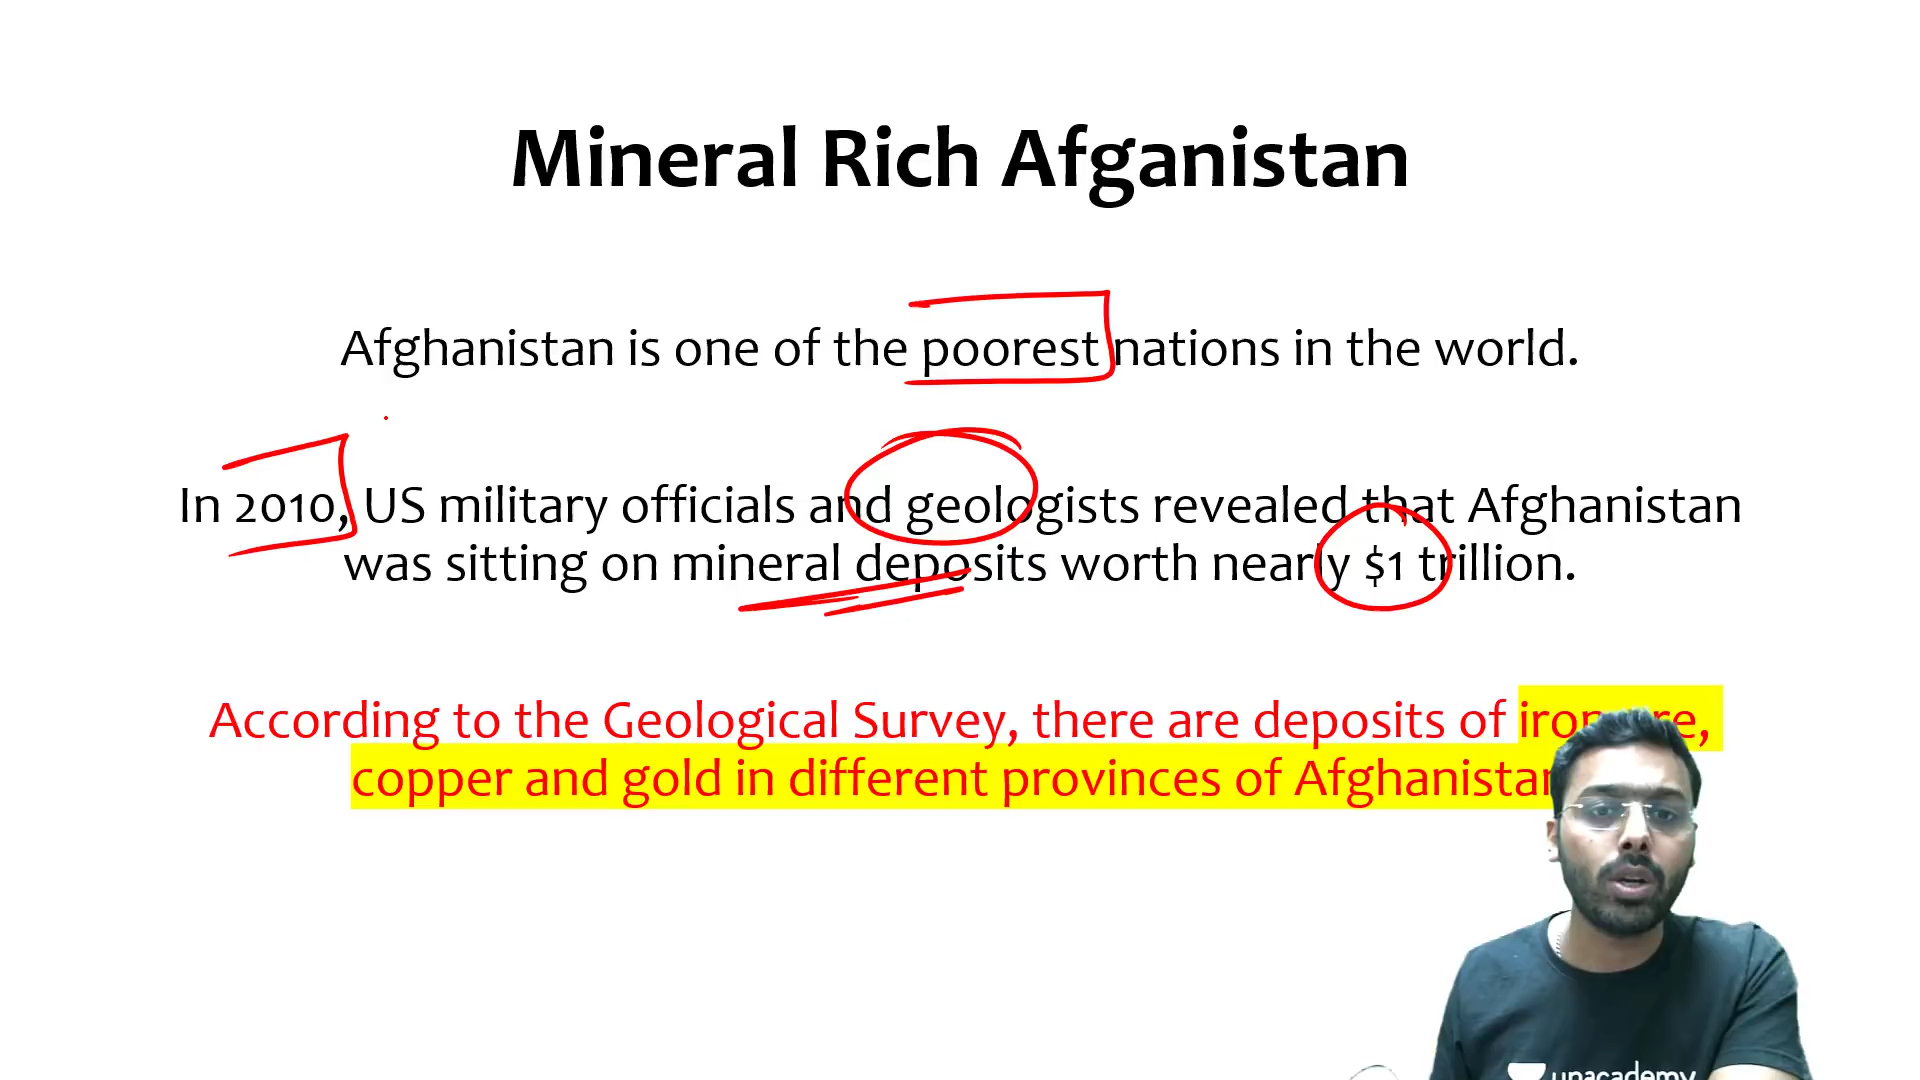 Mineral Rich Afganistan
Afghanistan is one of the poorest nations in the world.
In 2010, US military officials and geologists revealed that Afghanistan
was sitting on mineral deposits worth nearly $1 trillion.
According to the Geological Survey, there are deposits of iron
copper and gold in different provinces of Afghanistan
unacademy